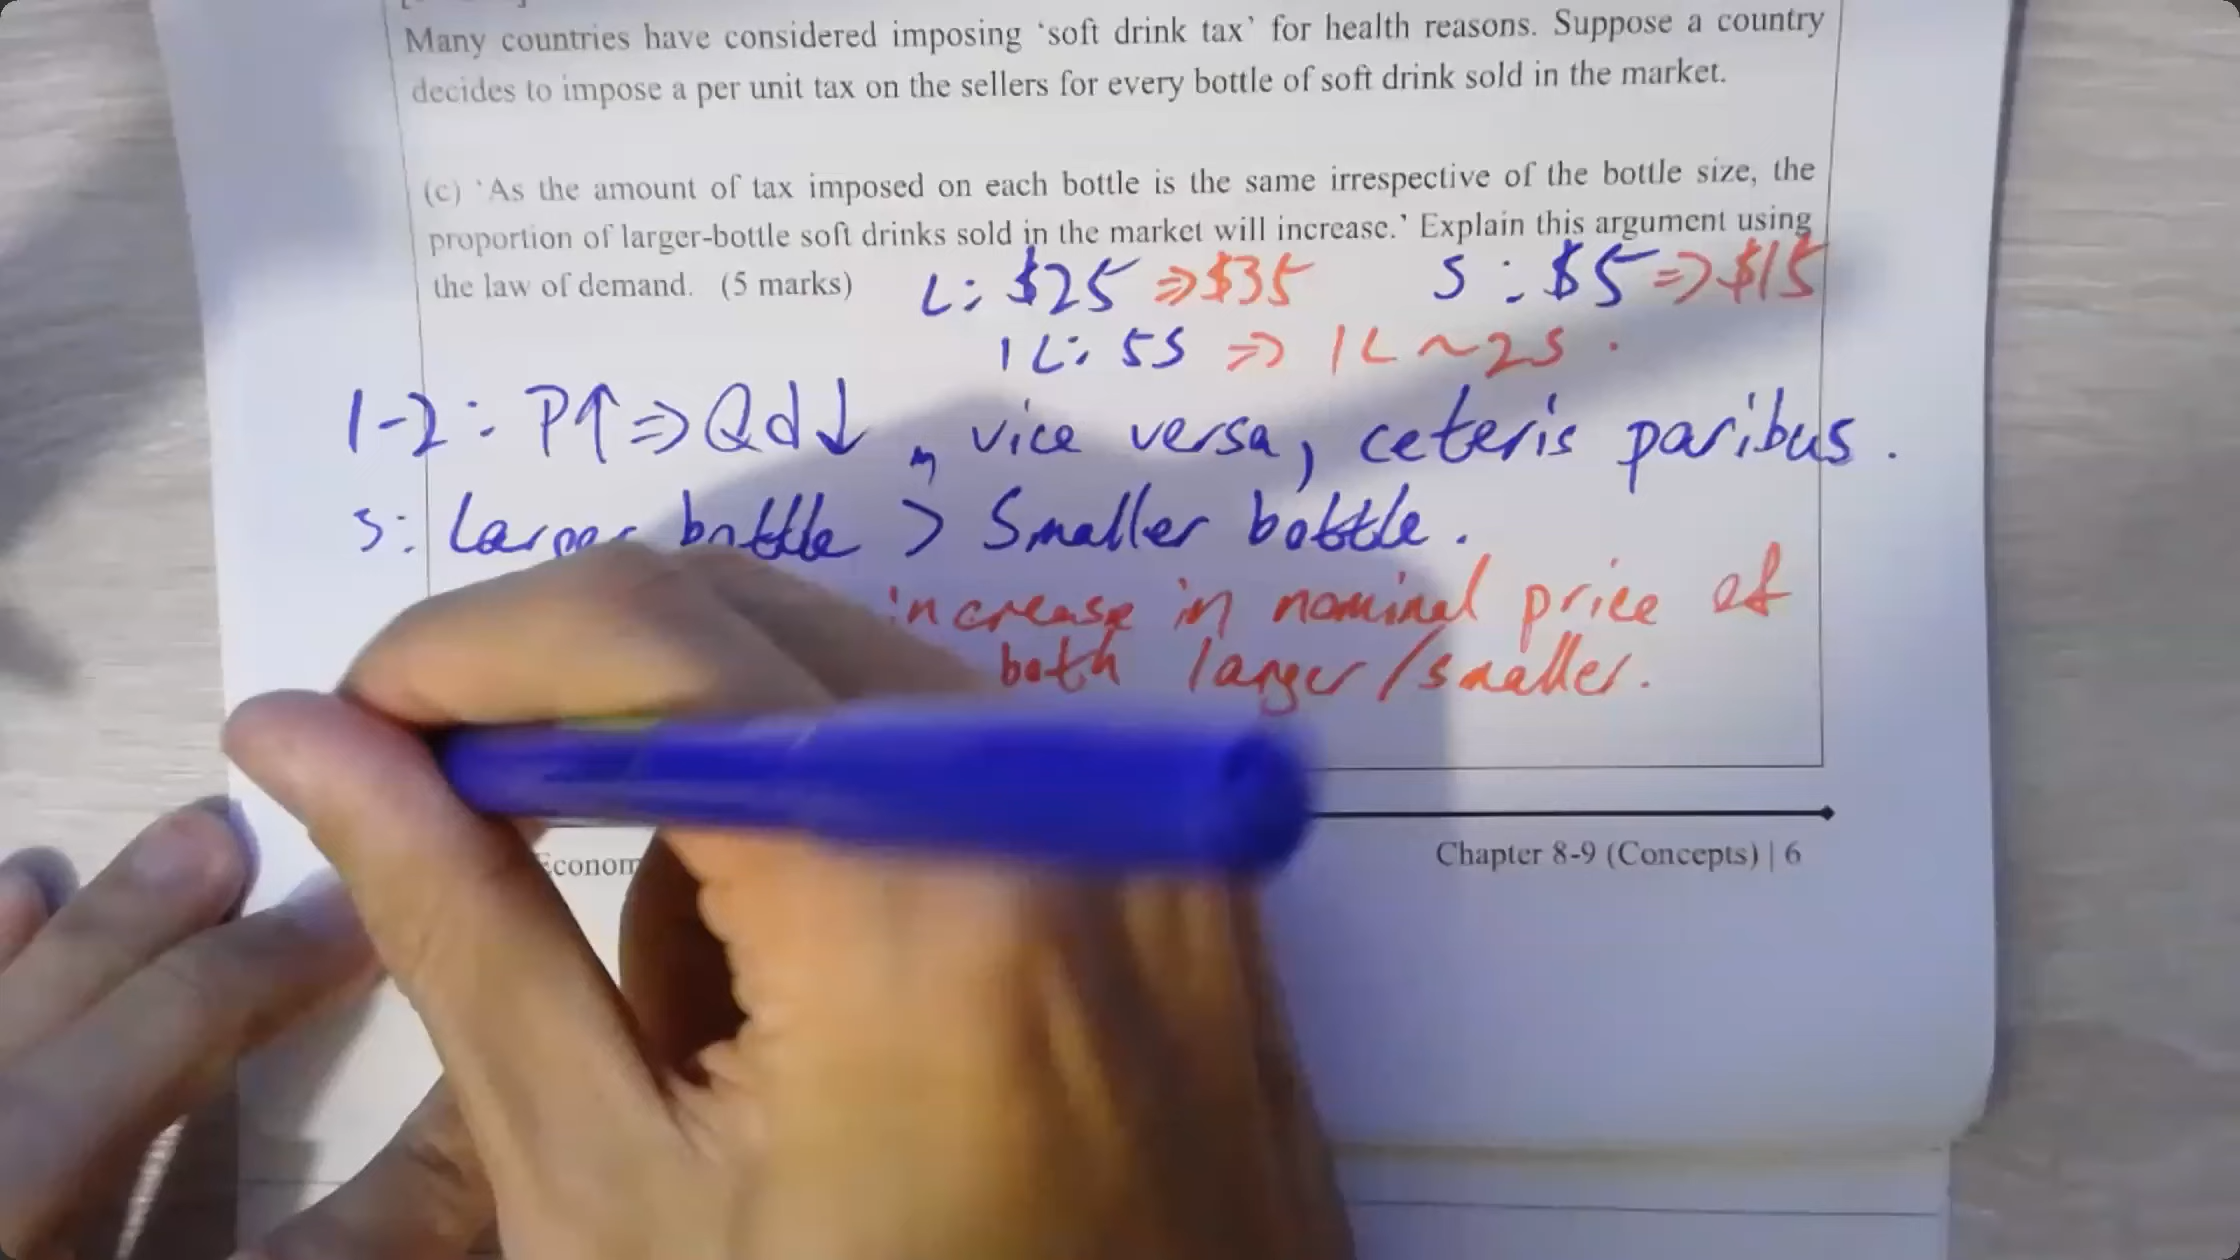 Many countries have considered imposing ‘soft drink tax’ for health reasons. Suppose a country
decides to impose a per unit tax on the sellers for every bottle of soft drink sold in the market.
(c) ‘As the amount of tax imposed on each bottle is the same irrespective of the bottle size, the
proportion of larger-bottle soft drinks sold in the market will increase.’ Explain this argument using
the law of demand. (5 marks)
L: $25 ⇒ $35 S: $5 ⇒ $15
1L: 5S ⇒ 1L ~ 2S.
1-2: P↑ ⇒ Qd↓, vice versa, ceteris paribus.
3: Larger bottle > Smaller bottle.
increase in nominal price of
both larger/smaller.
Chapter 8-9 (Concepts) | 6